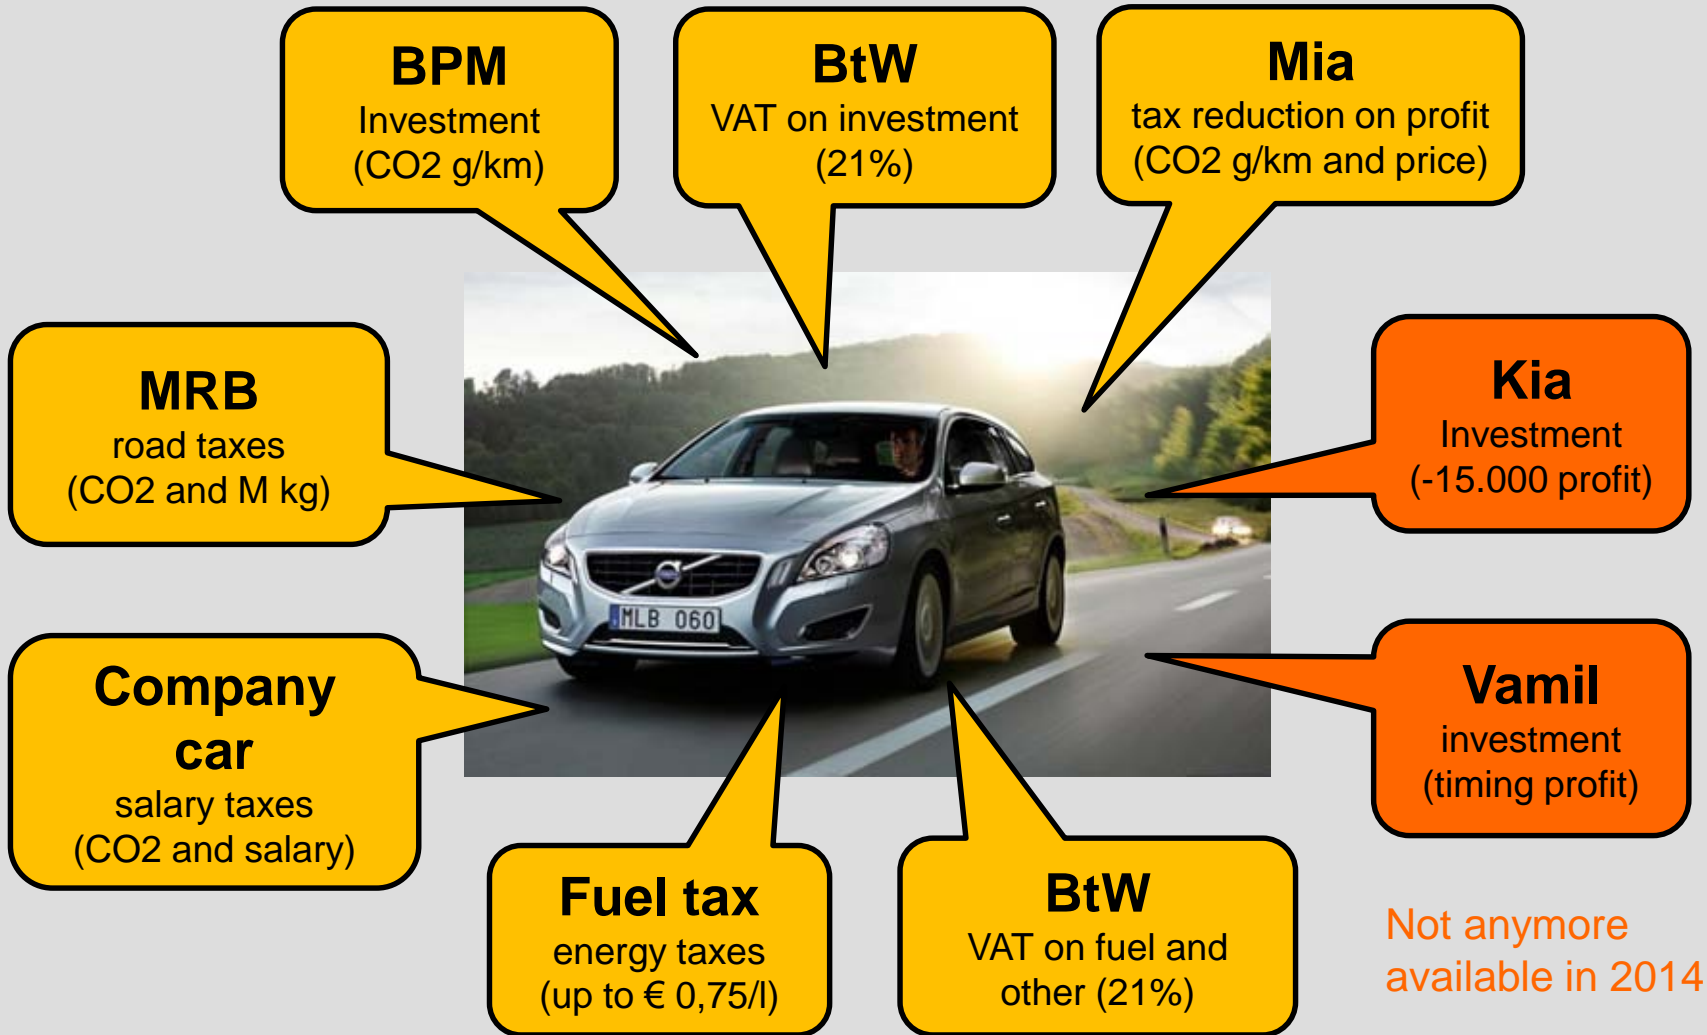 BPM
Investment
(CO2 g/km)
BtW
VAT on investment
(21%)
Mia
tax reduction on profit
(CO2 g/km and price)
MRB
road taxes
(CO2 and M kg)
Kia
Investment
(-15.000 profit)
MLB 060
Company
car
salary taxes
(CO2 and salary)
Vamil
investment
(timing profit)
Fuel tax
energy taxes
(up to € 0,75/l)
BtW
VAT on fuel and
other (21%)
Not anymore
available in 2014